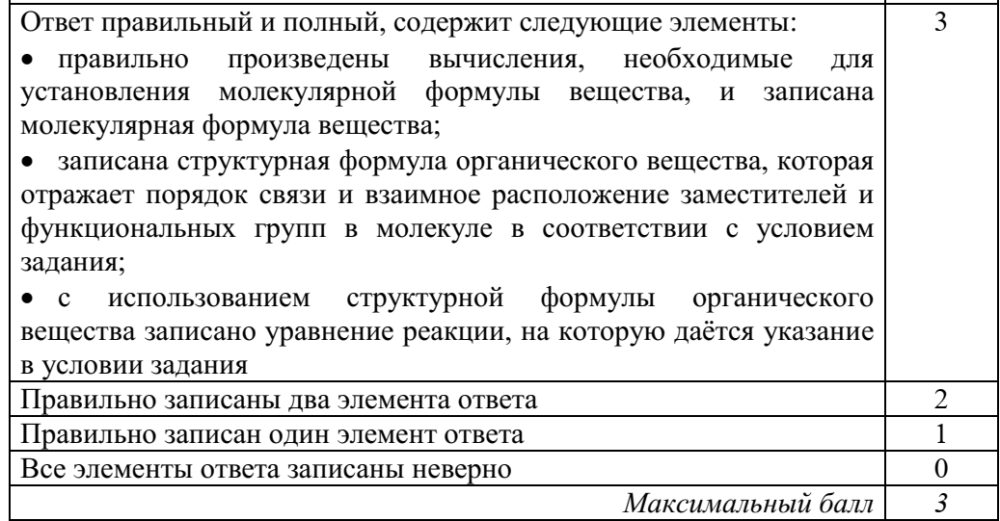 Ответ правильный и полный, содержит следующие элементы: 3
• правильно произведены вычисления, необходимые для
установления молекулярной формулы вещества, и записана
молекулярная формула вещества;
• записана структурная формула органического вещества, которая
отражает порядок связи и взаимное расположение заместителей и
функциональных групп в молекуле в соответствии с условием
задания;
• с использованием структурной формулы органического
вещества записано уравнение реакции, на которую даётся указание
в условии задания
Правильно записаны два элемента ответа 2
Правильно записан один элемент ответа 1
Все элементы ответа записаны неверно 0
Максимальный балл 3